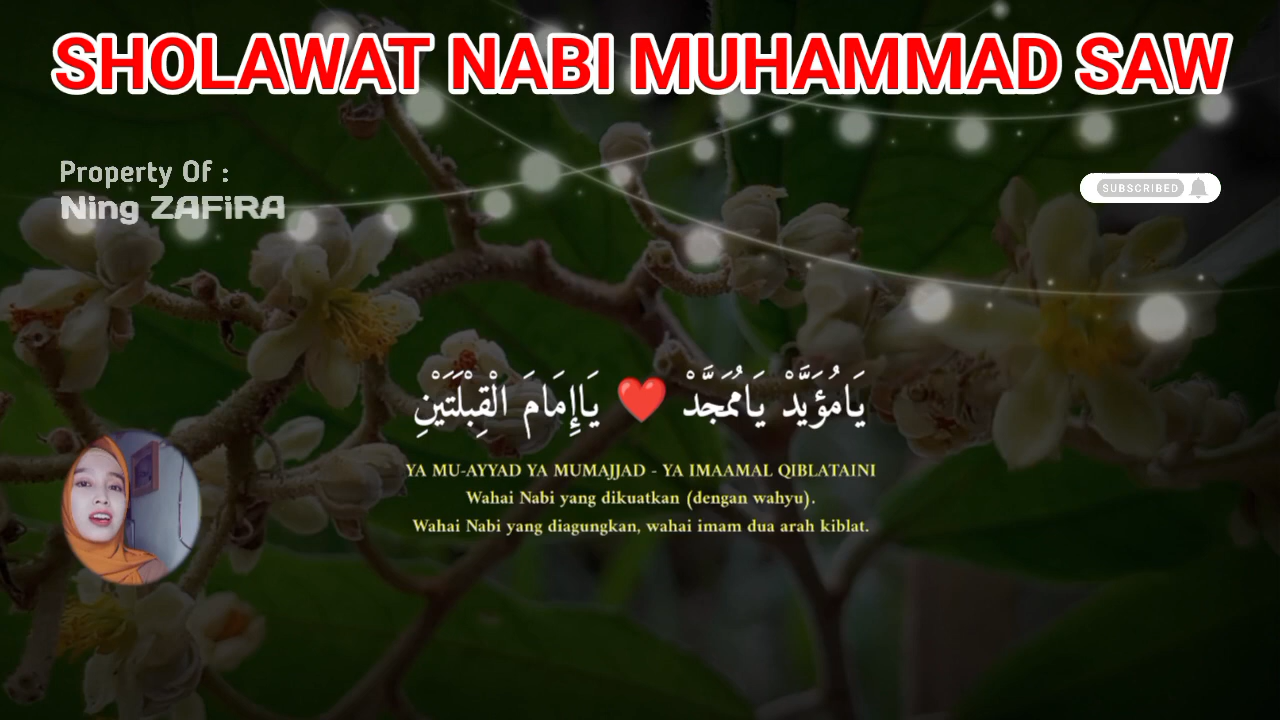 SHOLAWAT NABI MUHAMMAD SAW
Property Of :
Ning ZAFiRA
SUBSCRIBED
يَامُؤَيَّدْ يَامُمَجَّدْ ❤️ يَاإِمَامَ الْقِبْلَتَيْنِ
YA MU-AYYAD YA MUMAJJAD - YA IMAAMAL QIBLATAINI
Wahai Nabi yang dikuatkan (dengan wahyu).
Wahai Nabi yang diagungkan, wahai imam dua arah kiblat.